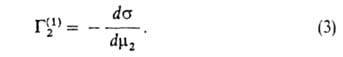 Γ₂⁽¹⁾ = − dσ/dμ₂ . (3)